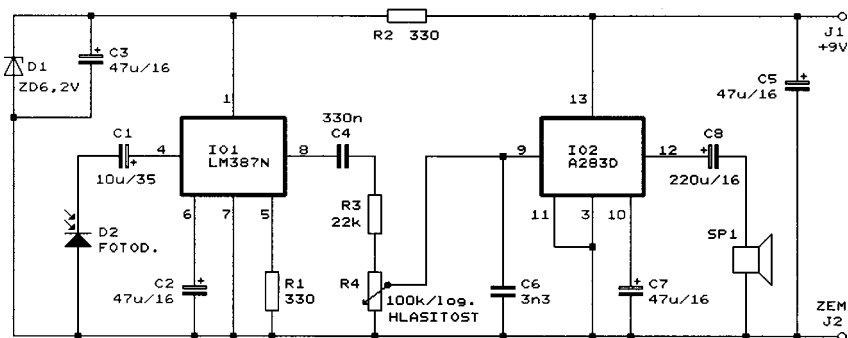 R2 330
J1
+9V
D1
ZD6,2V
C3
47u/16
C5
47u/16
1
13
C1
10u/35
4
IO1
LM387N
8
330n
C4
9
IO2
A283D
12
C8
220u/16
6
7
5
R3
22k
11
3
10
D2
FOTOD.
SP1
C2
47u/16
R1
330
R4
100k/log.
HLASITOST
C6
3n3
C7
47u/16
ZEM
J2